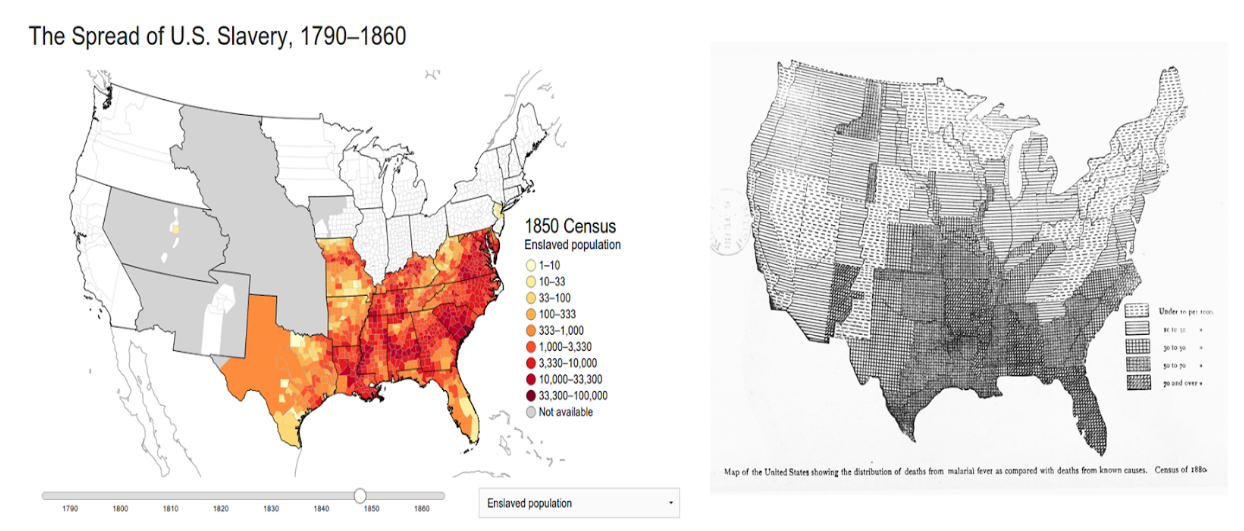 The Spread of U.S. Slavery, 1790–1860
1850 Census
Enslaved population
1–10
10–33
33–100
100–333
333–1,000
1,000–3,330
3,330–10,000
10,000–33,300
33,300–100,000
Not available
1790 1800 1810 1820 1830 1840 1850 1860
Enslaved population
Under 10 per 1000
30 to 50 "
50 to 70 "
70 and over "
Map of the United States showing the distribution of deaths from malarial fever as compared with deaths from known causes. Census of 1880.